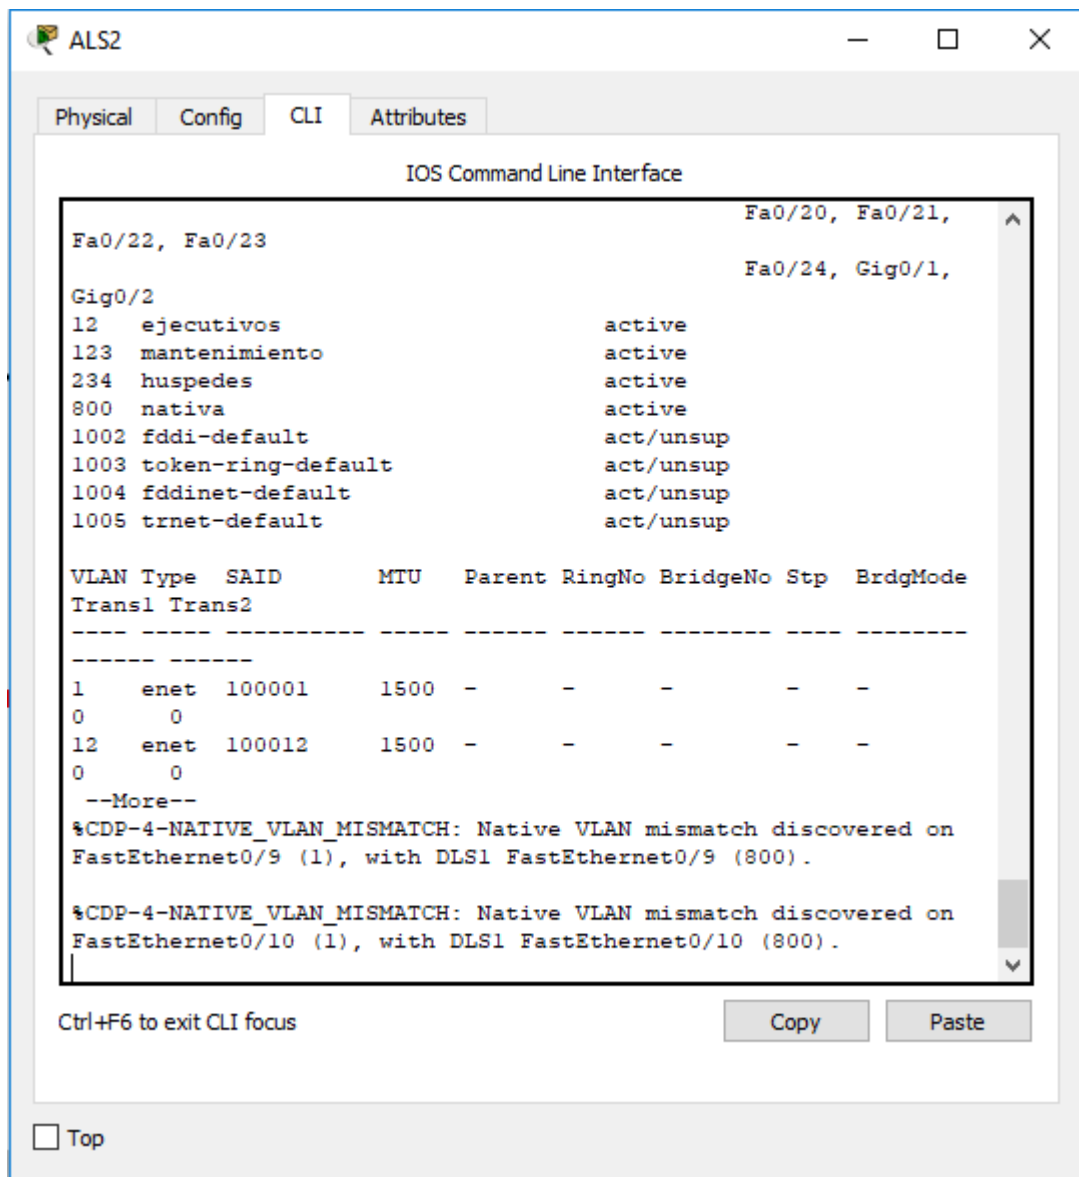 ALS2
Physical Config CLI Attributes
IOS Command Line Interface
Fa0/20, Fa0/21,
Fa0/22, Fa0/23
Fa0/24, Gig0/1,
Gig0/2
12 ejecutivos active
123 mantenimiento active
234 huspedes active
800 nativa active
1002 fddi-default act/unsup
1003 token-ring-default act/unsup
1004 fddinet-default act/unsup
1005 trnet-default act/unsup
VLAN Type SAID MTU Parent RingNo BridgeNo Stp BrdgMode
Trans1 Trans2
---- ----- ---------- ----- ------ ------ -------- ---- --------
------ ------
1 enet 100001 1500 - - - - -
0 0
12 enet 100012 1500 - - - - -
0 0
--More--
%CDP-4-NATIVE_VLAN_MISMATCH: Native VLAN mismatch discovered on
FastEthernet0/9 (1), with DLS1 FastEthernet0/9 (800).
%CDP-4-NATIVE_VLAN_MISMATCH: Native VLAN mismatch discovered on
FastEthernet0/10 (1), with DLS1 FastEthernet0/10 (800).
Ctrl+F6 to exit CLI focus Copy Paste
Top